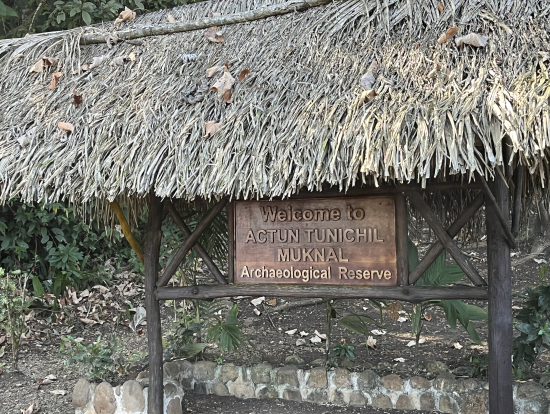 Welcome to
ACTUN TUNICHIL
MUKNAL
Archaeological Reserve